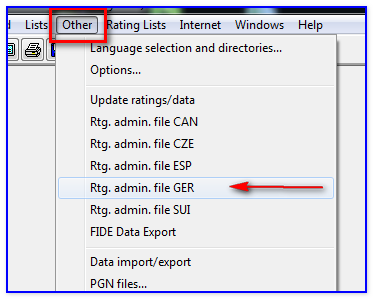 d Lists Other Rating Lists Internet Windows Help
Language selection and directories...
Options...
Update ratings/data
Rtg. admin. file CAN
Rtg. admin. file CZE
Rtg. admin. file ESP
Rtg. admin. file GER
Rtg. admin. file SUI
FIDE Data Export
Data import/export
PGN files...